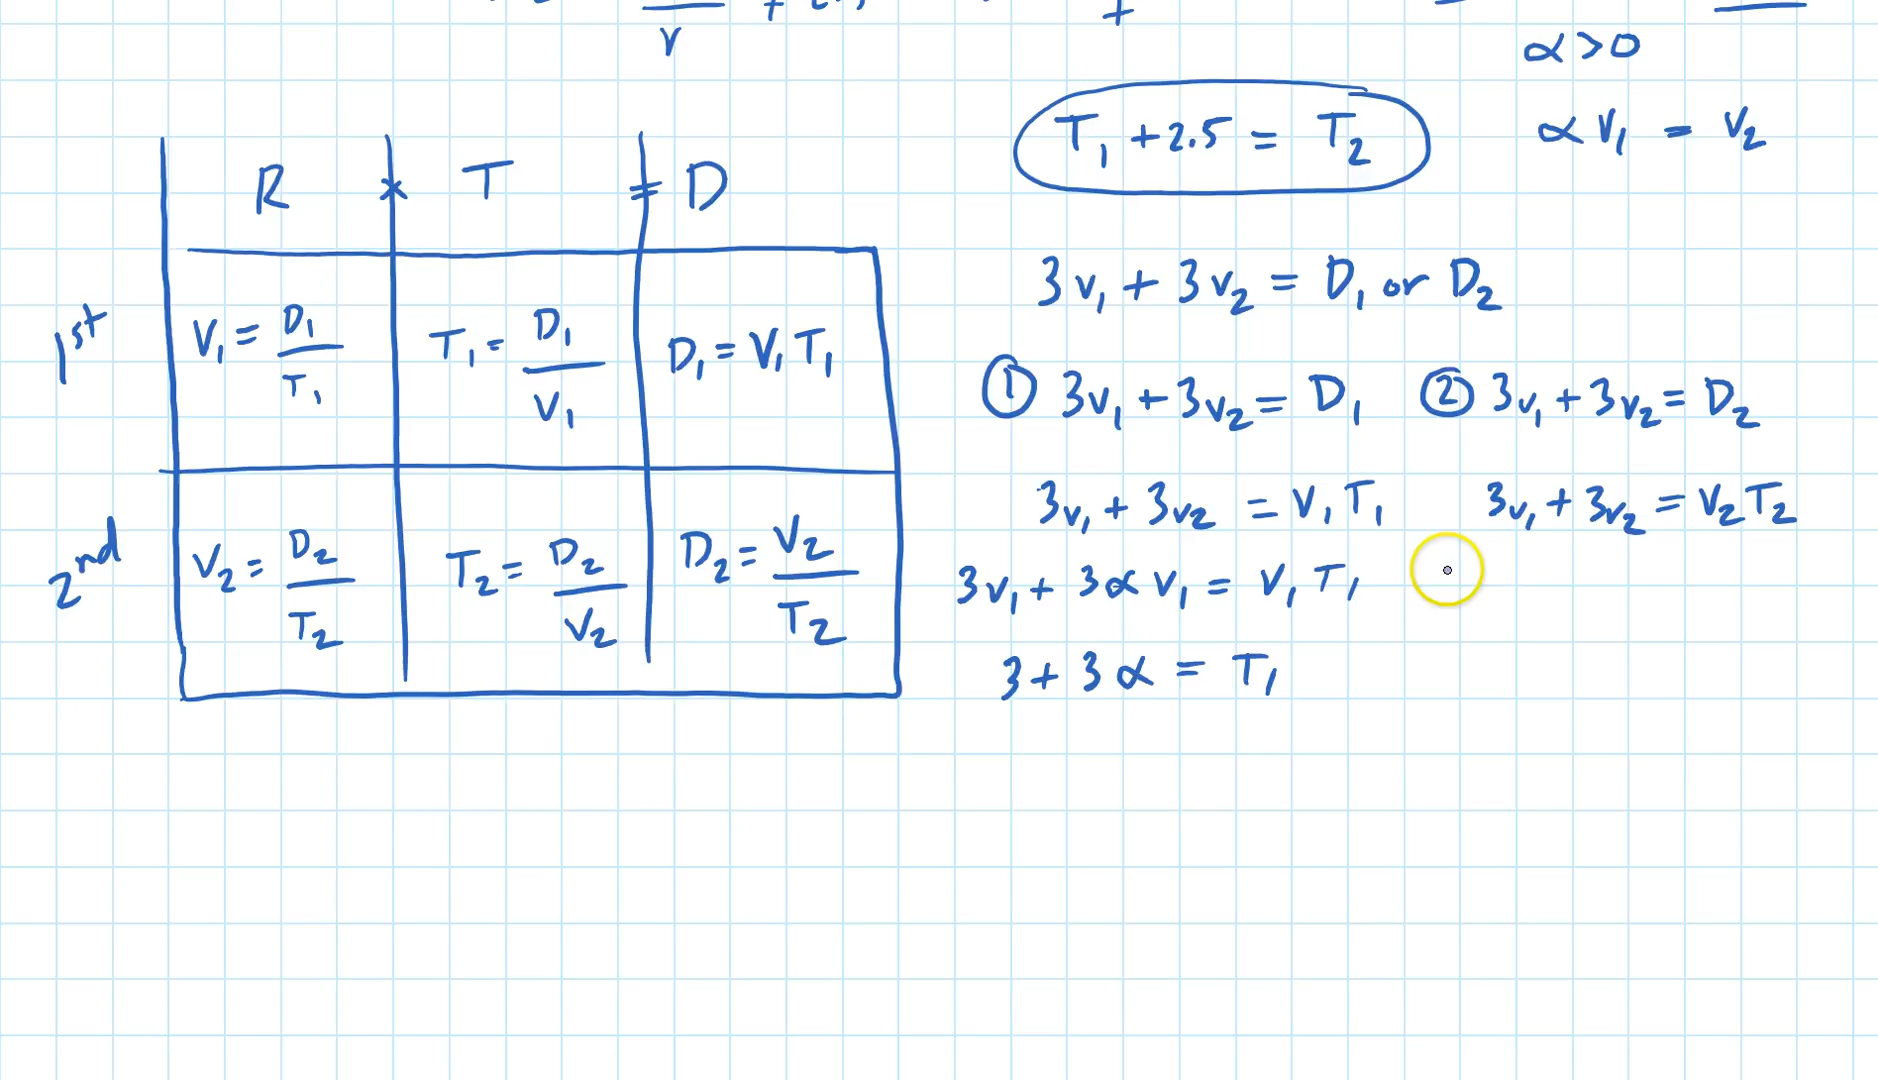 v
α>0
T₁ + 2.5 = T₂
αV₁ = V₂
R × T = D
1st
V₁ = D₁/T₁
T₁ = D₁/V₁
D₁ = V₁T₁
2nd
V₂ = D₂/T₂
T₂ = D₂/V₂
D₂ = V₂/T₂
3v₁ + 3v₂ = D₁ or D₂
① 3v₁ + 3v₂ = D₁
② 3v₁ + 3v₂ = D₂
3v₁ + 3v₂ = V₁T₁
3v₁ + 3v₂ = V₂T₂
3v₁ + 3αv₁ = V₁T₁
3 + 3α = T₁